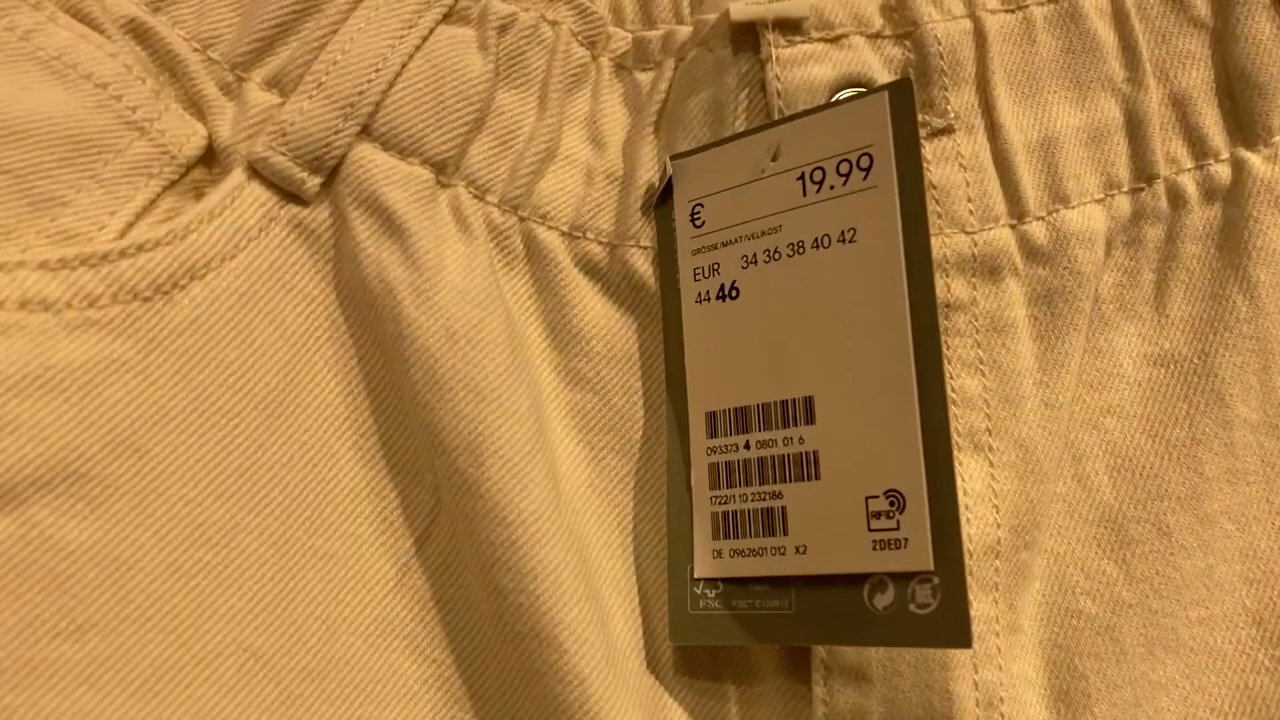 19.99
€
GRÖSSE/MAAT/VELIKOST
EUR 34 36 38 40 42
44 46
093373 4 0801 01 6
1722/1 10 232186
DE 0962601 012 X2
RFID
2DED7
FSC